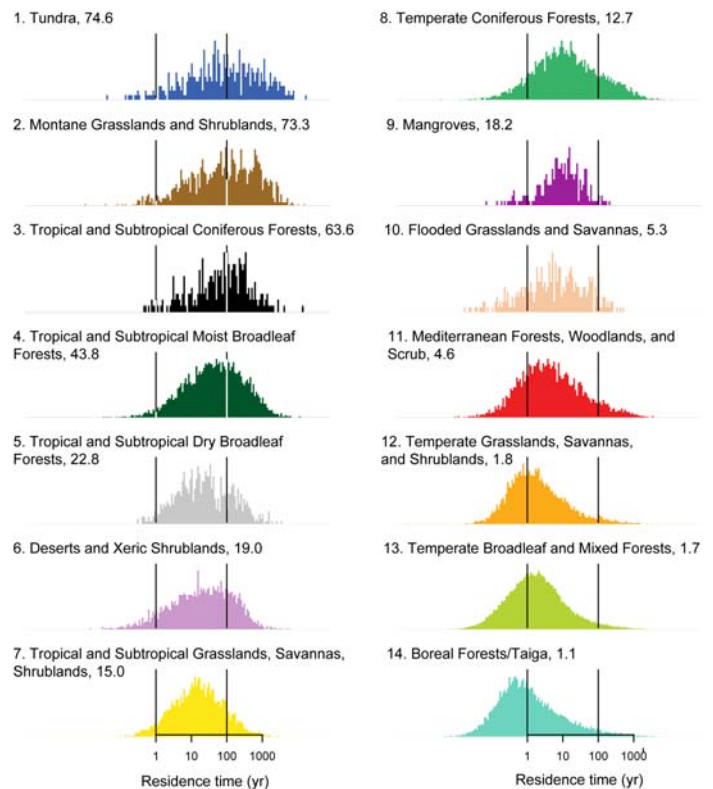 1. Tundra, 74.6
2. Montane Grasslands and Shrublands, 73.3
3. Tropical and Subtropical Coniferous Forests, 63.6
4. Tropical and Subtropical Moist Broadleaf
Forests, 43.8
5. Tropical and Subtropical Dry Broadleaf
Forests, 22.8
6. Deserts and Xeric Shrublands, 19.0
7. Tropical and Subtropical Grasslands, Savannas,
Shrublands, 15.0
1 10 100 1000
Residence time (yr)
8. Temperate Coniferous Forests, 12.7
9. Mangroves, 18.2
10. Flooded Grasslands and Savannas, 5.3
11. Mediterranean Forests, Woodlands, and
Scrub, 4.6
12. Temperate Grasslands, Savannas,
and Shrublands, 1.8
13. Temperate Broadleaf and Mixed Forests, 1.7
14. Boreal Forests/Taiga, 1.1
1 10 100 1000
Residence time (yr)